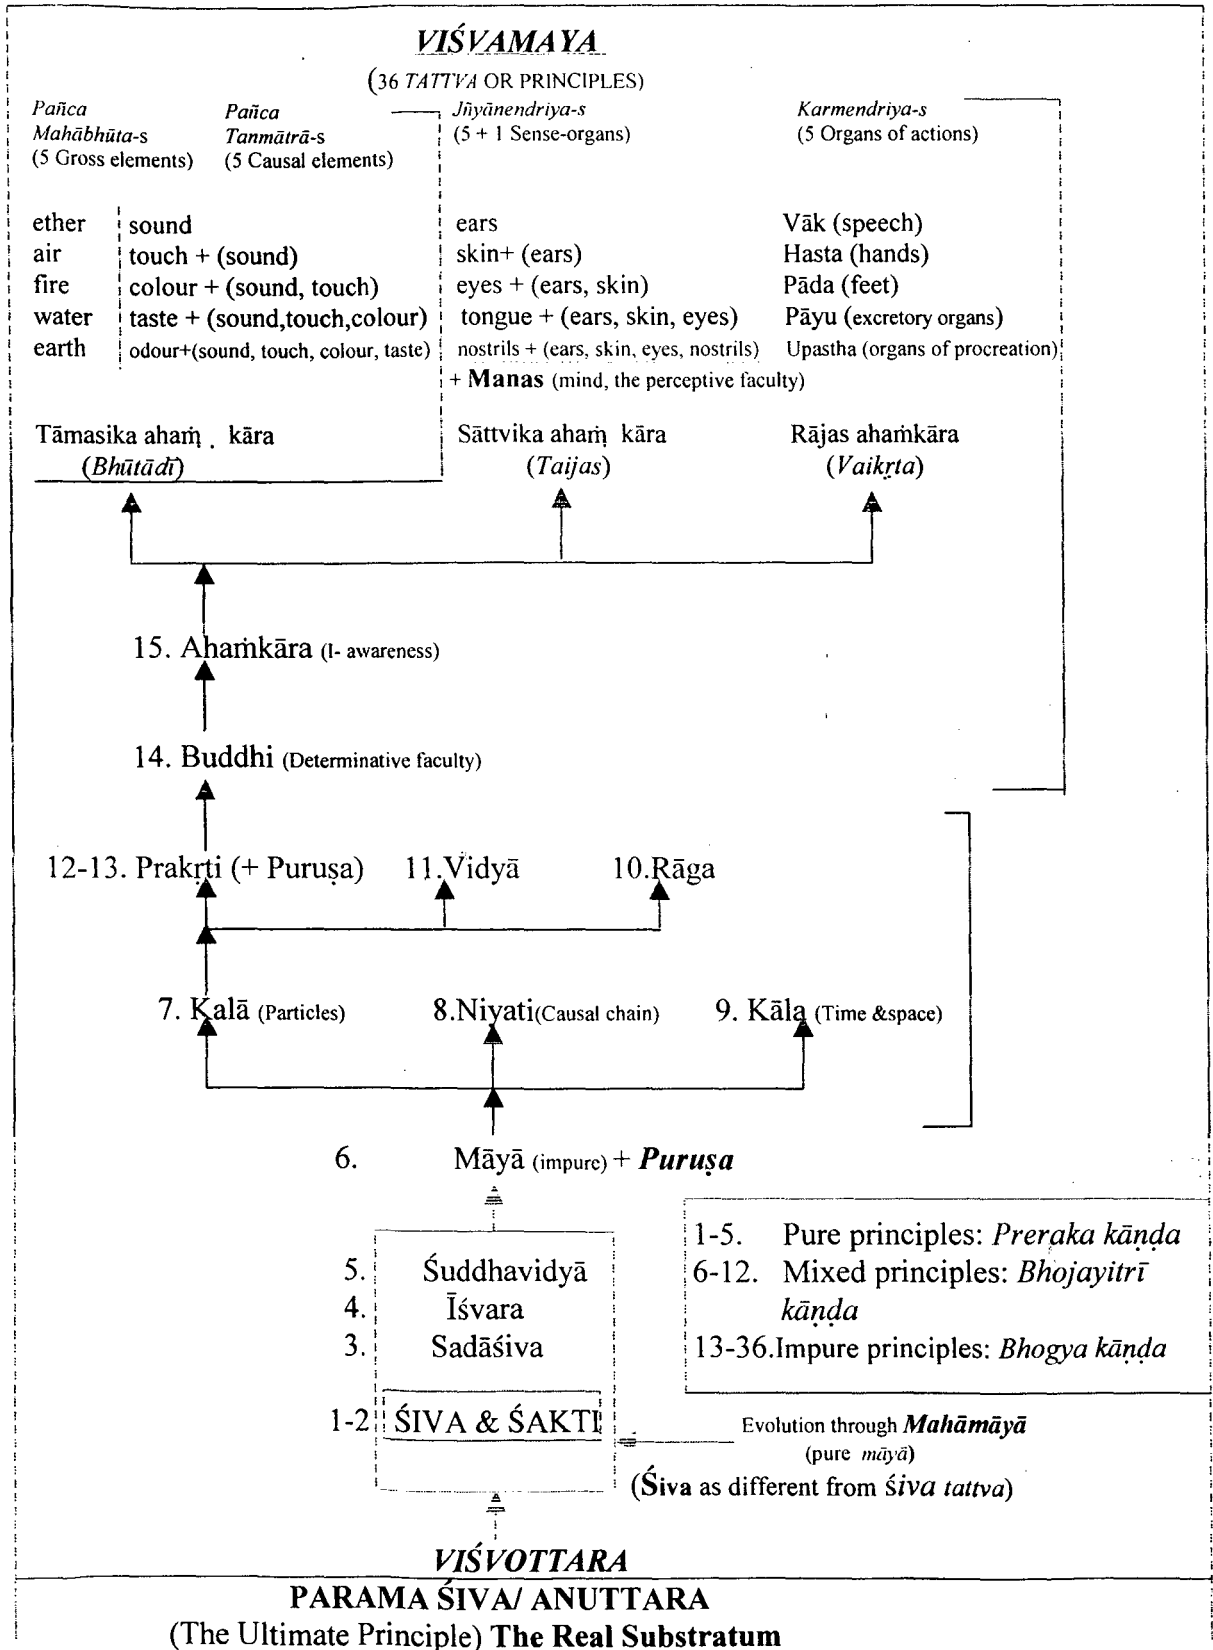 VIŚVAMAYA
(36 TATTVA OR PRINCIPLES)
Pañca Pañca Jñyānendriya-s Karmendriya-s
Mahābhūta-s Tanmātrā-s (5 + 1 Sense-organs) (5 Organs of actions)
(5 Gross elements) (5 Causal elements)
ether sound ears Vāk (speech)
air touch + (sound) skin+ (ears) Hasta (hands)
fire colour + (sound, touch) eyes + (ears, skin) Pāda (feet)
water taste + (sound,touch,colour) tongue + (ears, skin, eyes) Pāyu (excretory organs)
earth odour+(sound, touch, colour, taste) nostrils + (ears, skin, eyes, nostrils) Upastha (organs of procreation)
+ Manas (mind, the perceptive faculty)
Tāmasika ahaṃ . kāra Sāttvika ahaṃ kāra Rājas ahaṁkāra
(Bhūtādī) (Taijas) (Vaikṛta)
15. Ahaṁkāra (I- awareness)
14. Buddhi (Determinative faculty)
12-13. Prakṛti (+ Puruṣa) 11.Vidyā 10.Rāga
7. Kalā (Particles) 8.Niyati(Causal chain) 9. Kāla (Time &space)
6. Māyā (impure) + Puruṣa
1-5. Pure principles: Preraka kāṇḍa
6-12. Mixed principles: Bhojayitrī
kāṇḍa
13-36.Impure principles: Bhogya kāṇḍa
5. Śuddhavidyā
4. Īśvara
3. Sadāśiva
1-2 ŚIVA & ŚAKTI
Evolution through Mahāmāyā
(pure māyā)
(Śiva as different from śiva tattva)
VIŚVOTTARA
PARAMA ŚIVA/ ANUTTARA
(The Ultimate Principle) The Real Substratum